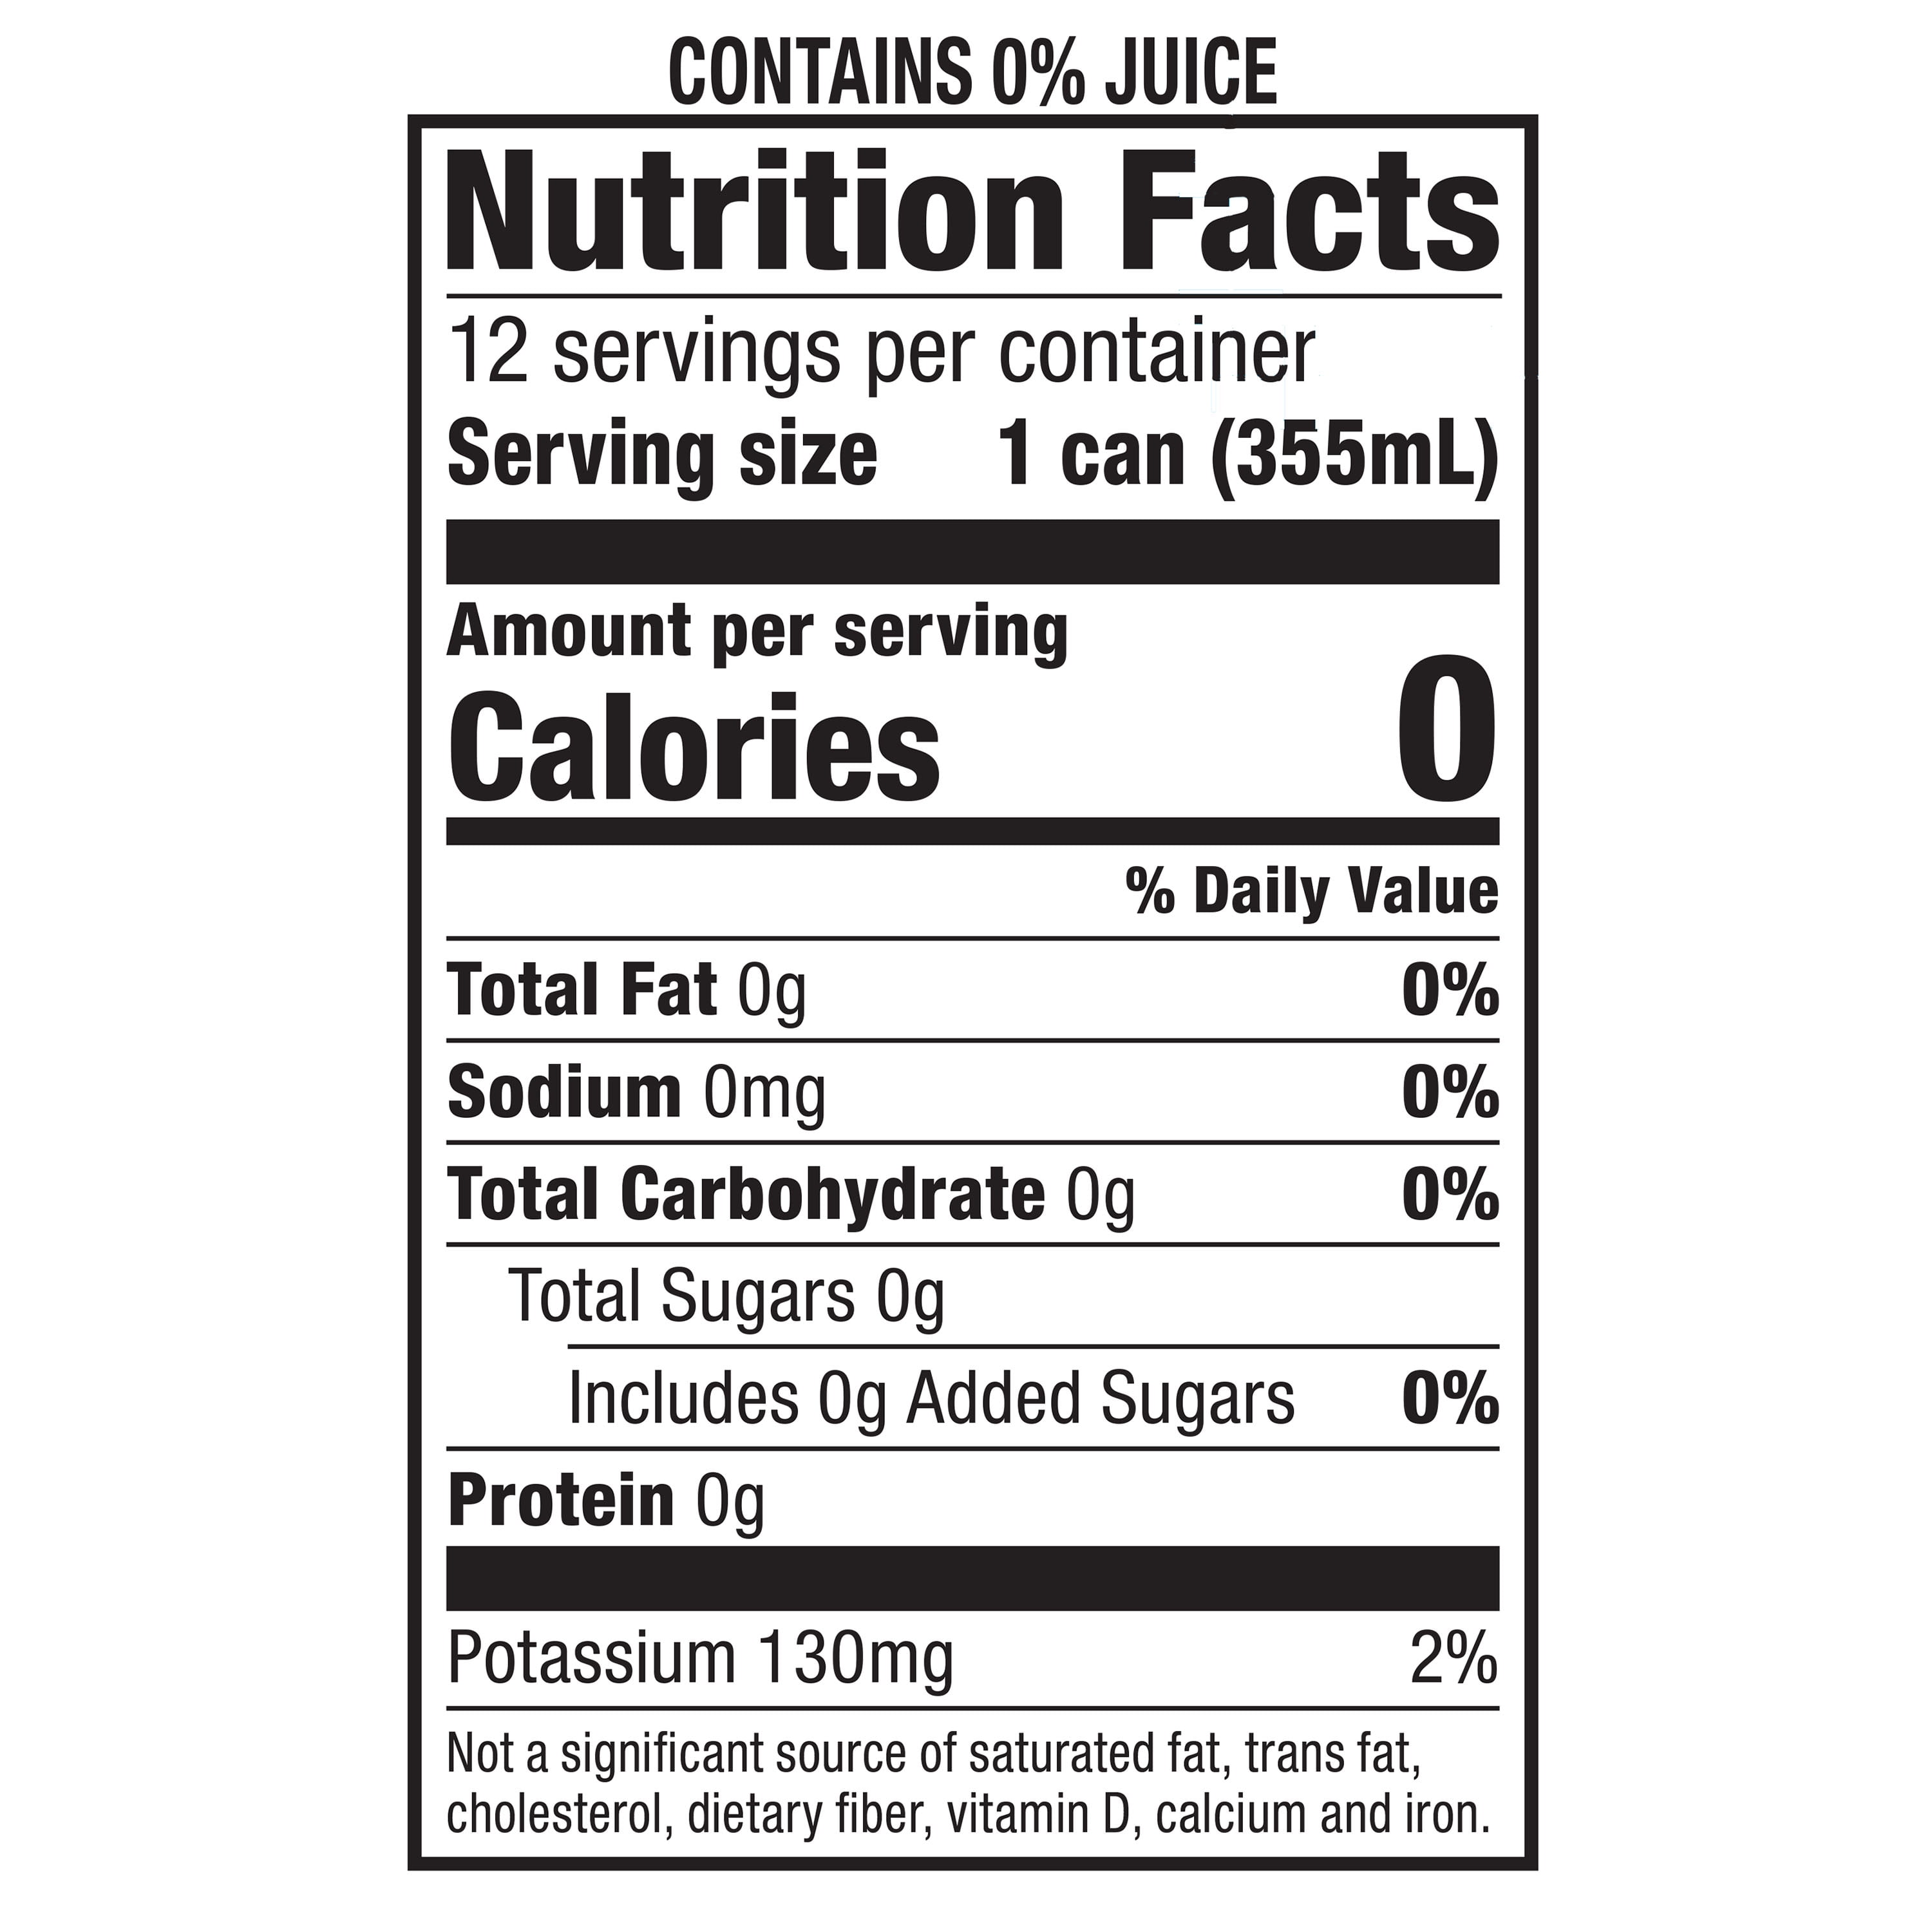 CONTAINS 0% JUICE
Nutrition Facts
12 servings per container
Serving size 1 can (355mL)
Amount per serving
Calories 0
% Daily Value
Total Fat 0g 0%
Sodium 0mg 0%
Total Carbohydrate 0g 0%
Total Sugars 0g
Includes 0g Added Sugars 0%
Protein 0g
Potassium 130mg 2%
Not a significant source of saturated fat, trans fat,
cholesterol, dietary fiber, vitamin D, calcium and iron.